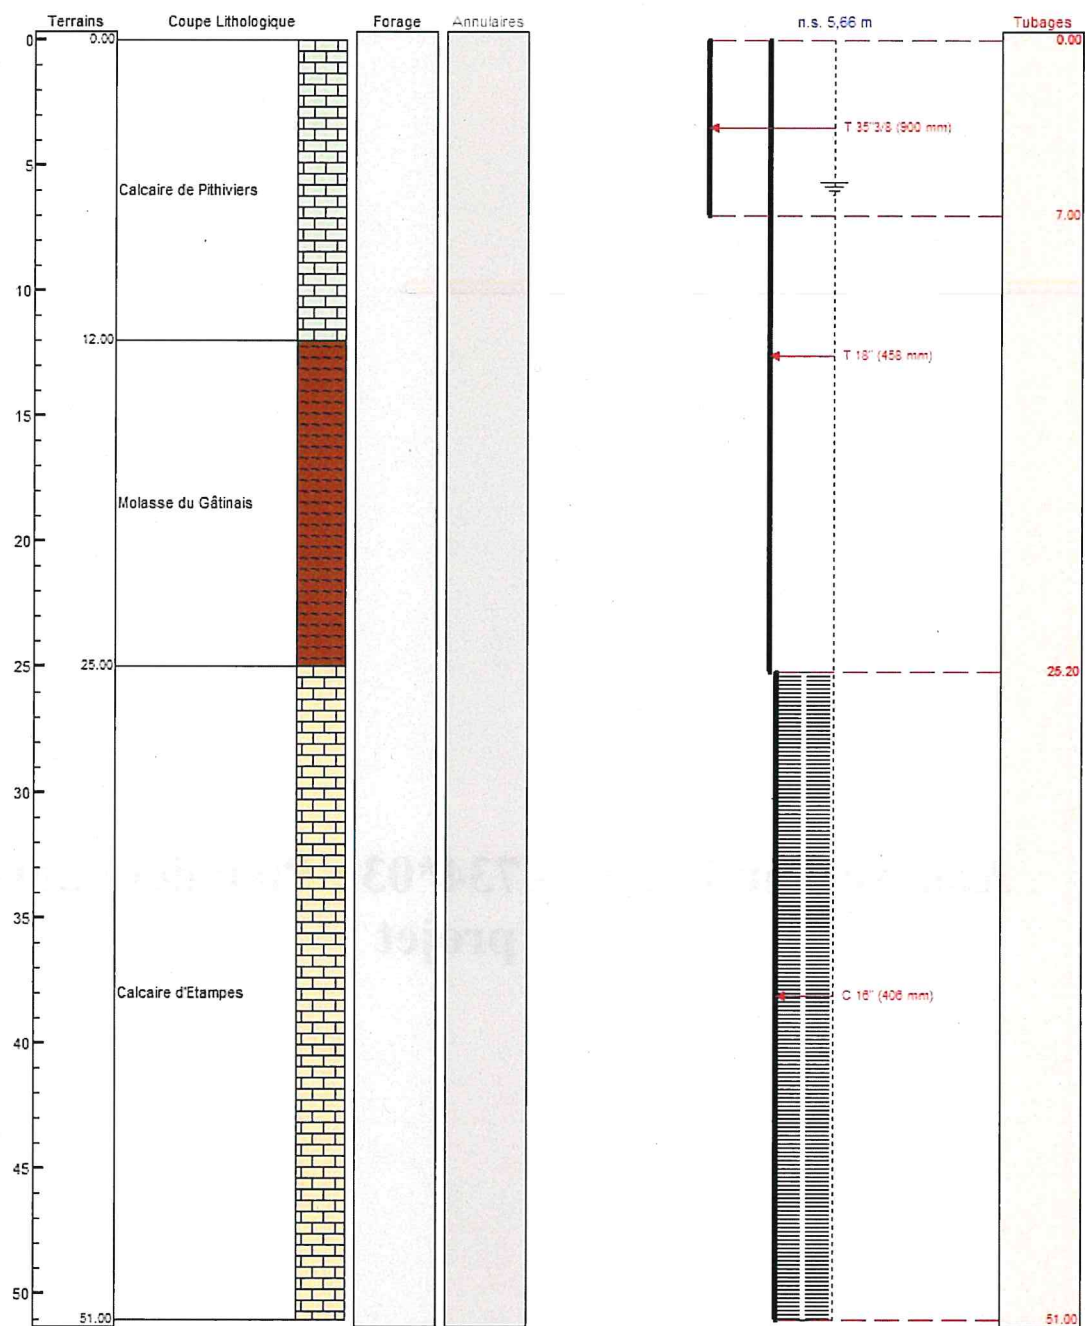 Terrains Coupe Lithologique Forage Annulaires n.s. 5,66 m Tubages
0 0.00 0.00
T 35"3/8 (900 mm)
5
Calcaire de Pithiviers
7.00
10
12.00
T 18" (458 mm)
15
Molasse du Gâtinais
20
25 25.00 25.20
30
35
Calcaire d'Etampes
C 16" (406 mm)
40
45
50
51.00 51.00